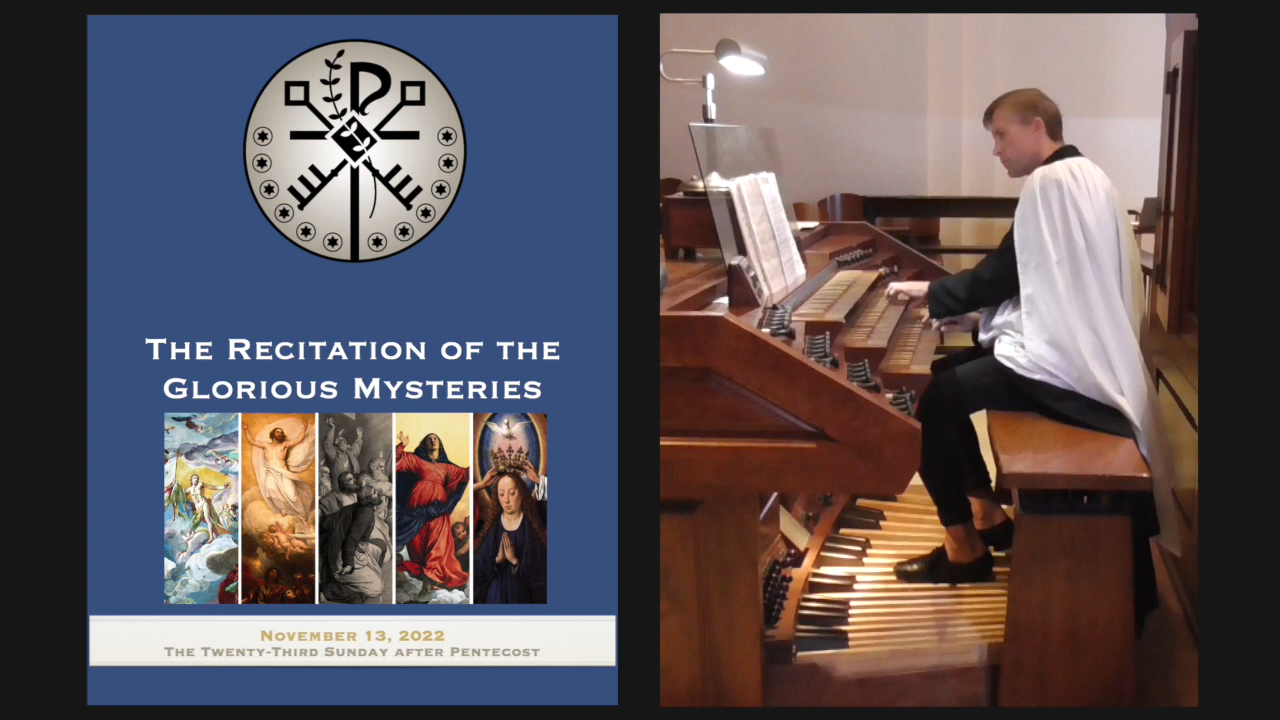 The Recitation of the
Glorious Mysteries
November 13, 2022
The Twenty-Third Sunday after Pentecost